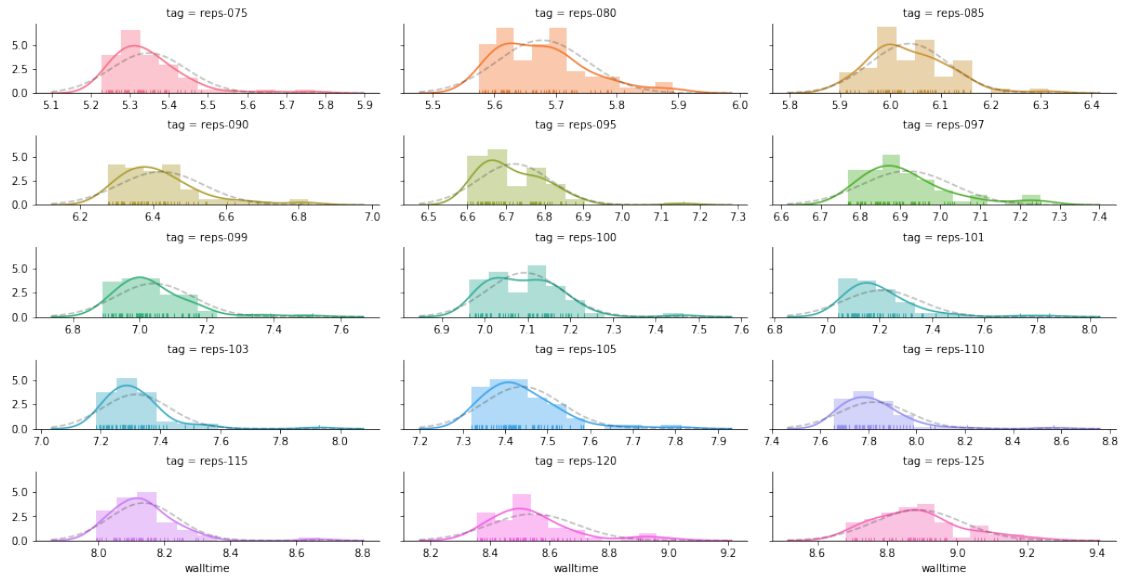 tag = reps-075
tag = reps-080
tag = reps-085
5.0
2.5
0.0
5.1 5.2 5.3 5.4 5.5 5.6 5.7 5.8 5.9
5.5 5.6 5.7 5.8 5.9 6.0
5.8 5.9 6.0 6.1 6.2 6.3 6.4
tag = reps-090
tag = reps-095
tag = reps-097
5.0
2.5
0.0
6.2 6.4 6.6 6.8 7.0
6.5 6.6 6.7 6.8 6.9 7.0 7.1 7.2 7.3
6.6 6.7 6.8 6.9 7.0 7.1 7.2 7.3 7.4
tag = reps-099
tag = reps-100
tag = reps-101
5.0
2.5
0.0
6.8 7.0 7.2 7.4 7.6
6.9 7.0 7.1 7.2 7.3 7.4 7.5 7.6
6.8 7.0 7.2 7.4 7.6 7.8 8.0
tag = reps-103
tag = reps-105
tag = reps-110
5.0
2.5
0.0
7.0 7.2 7.4 7.6 7.8 8.0
7.2 7.3 7.4 7.5 7.6 7.7 7.8 7.9
7.4 7.6 7.8 8.0 8.2 8.4 8.6 8.8
tag = reps-115
tag = reps-120
tag = reps-125
5.0
2.5
0.0
8.0 8.2 8.4 8.6 8.8
8.2 8.4 8.6 8.8 9.0 9.2
8.6 8.8 9.0 9.2 9.4
walltime
walltime
walltime